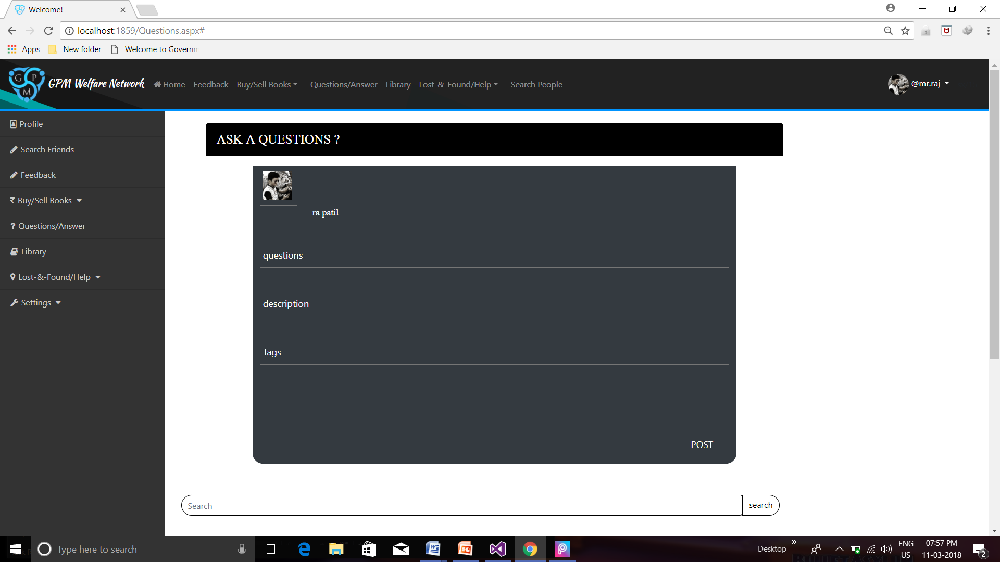 Welcome!
localhost:1859/Questions.aspx#
Apps New folder Welcome to Governm
G P M
GPM Welfare Network Home Feedback Buy/Sell Books Questions/Answer Library Lost-&-Found/Help Search People @mr.raj
Profile
Search Friends
Feedback
₹ Buy/Sell Books
? Questions/Answer
Library
Lost-&-Found/Help
Settings
ASK A QUESTIONS ?
ra patil
questions
description
Tags
POST
Search search
Type here to search
Desktop
ENG
US
07:57 PM
11-03-2018
2